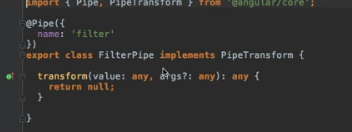 import { Pipe, PipeTransform } from '@angular/core';
@Pipe({
name: 'filter'
})
export class FilterPipe implements PipeTransform {
transform(value: any, args?: any): any {
return null;
}
}